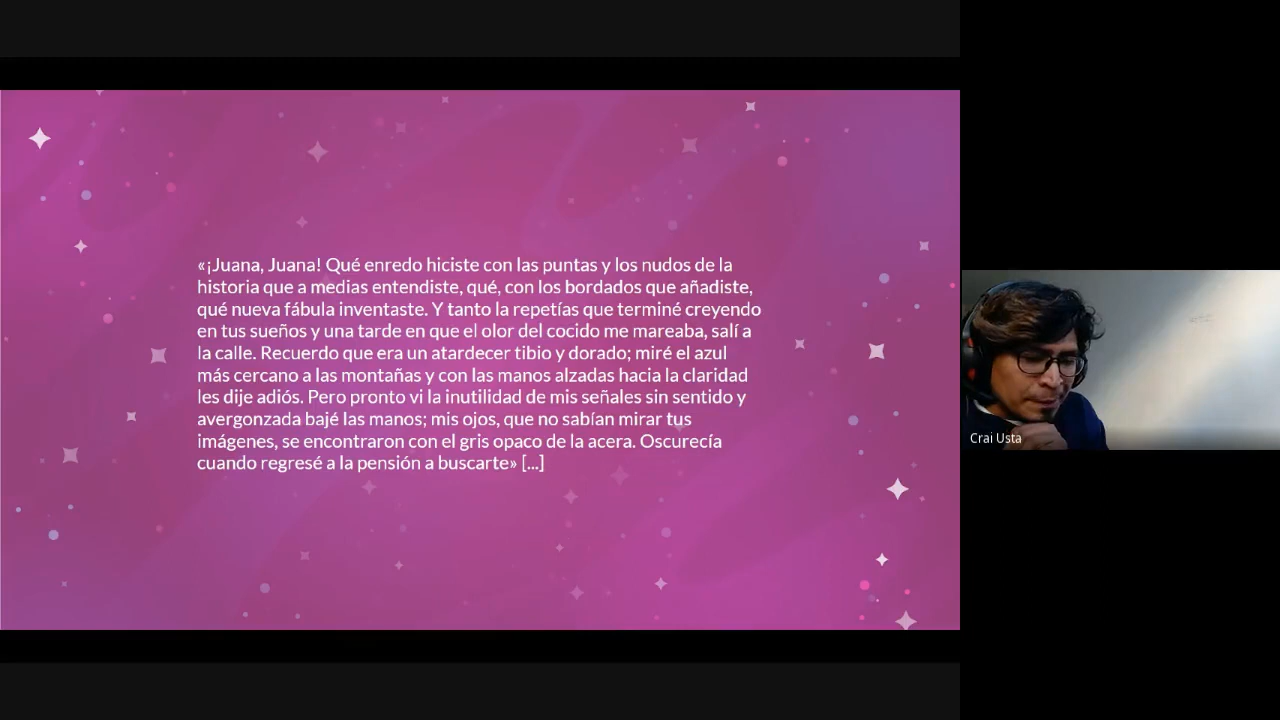 «¡Juana, Juana! Qué enredo hiciste con las puntas y los nudos de la
historia que a medias entendiste, qué, con los bordados que añadiste,
qué nueva fábula inventaste. Y tanto la repetías que terminé creyendo
en tus sueños y una tarde en que el olor del cocido me mareaba, salí a
la calle. Recuerdo que era un atardecer tibio y dorado; miré el azul
más cercano a las montañas y con las manos alzadas hacia la claridad
les dije adiós. Pero pronto vi la inutilidad de mis señales sin sentido y
avergonzada bajé las manos; mis ojos, que no sabían mirar tus
imágenes, se encontraron con el gris opaco de la acera. Oscurecía
cuando regresé a la pensión a buscarte» [...]
Crai Usta